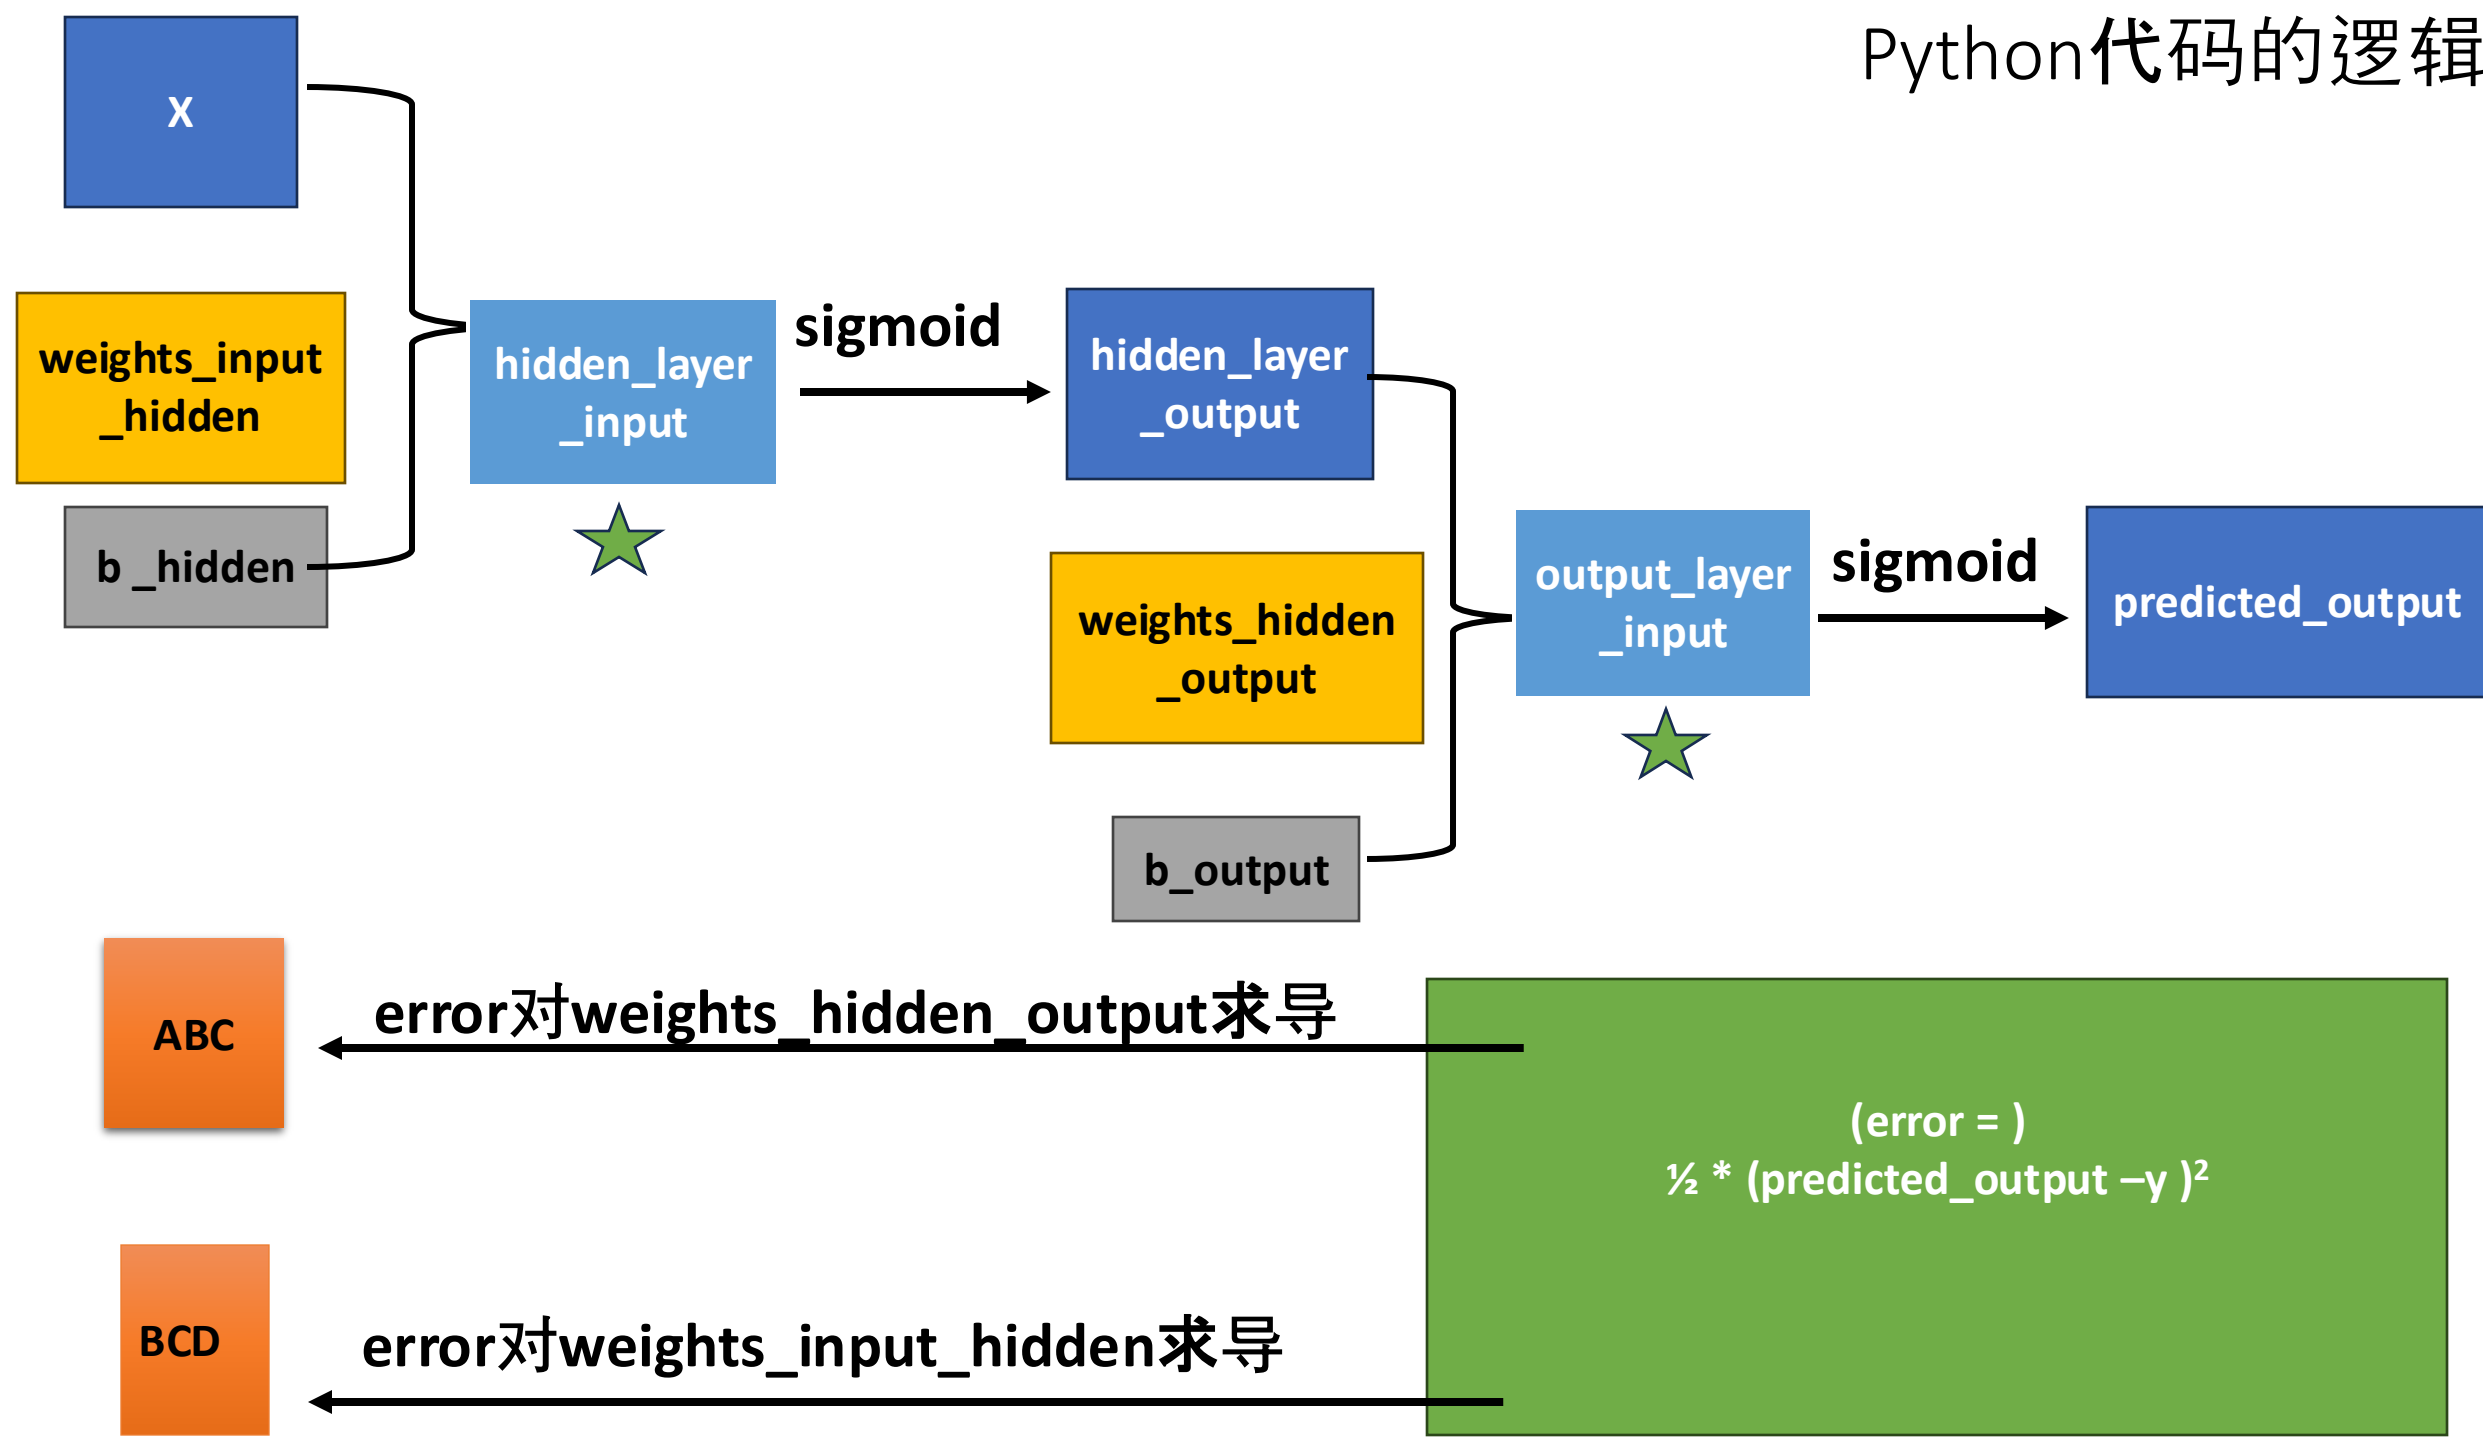 Python代码的逻辑
X
weights_input
_hidden
b _hidden
hidden_layer
_input
sigmoid
hidden_layer
_output
weights_hidden
_output
b_output
output_layer
_input
sigmoid
predicted_output
ABC
error对weights_hidden_output求导
(error = )
½ * (predicted_output –y )²
BCD
error对weights_input_hidden求导